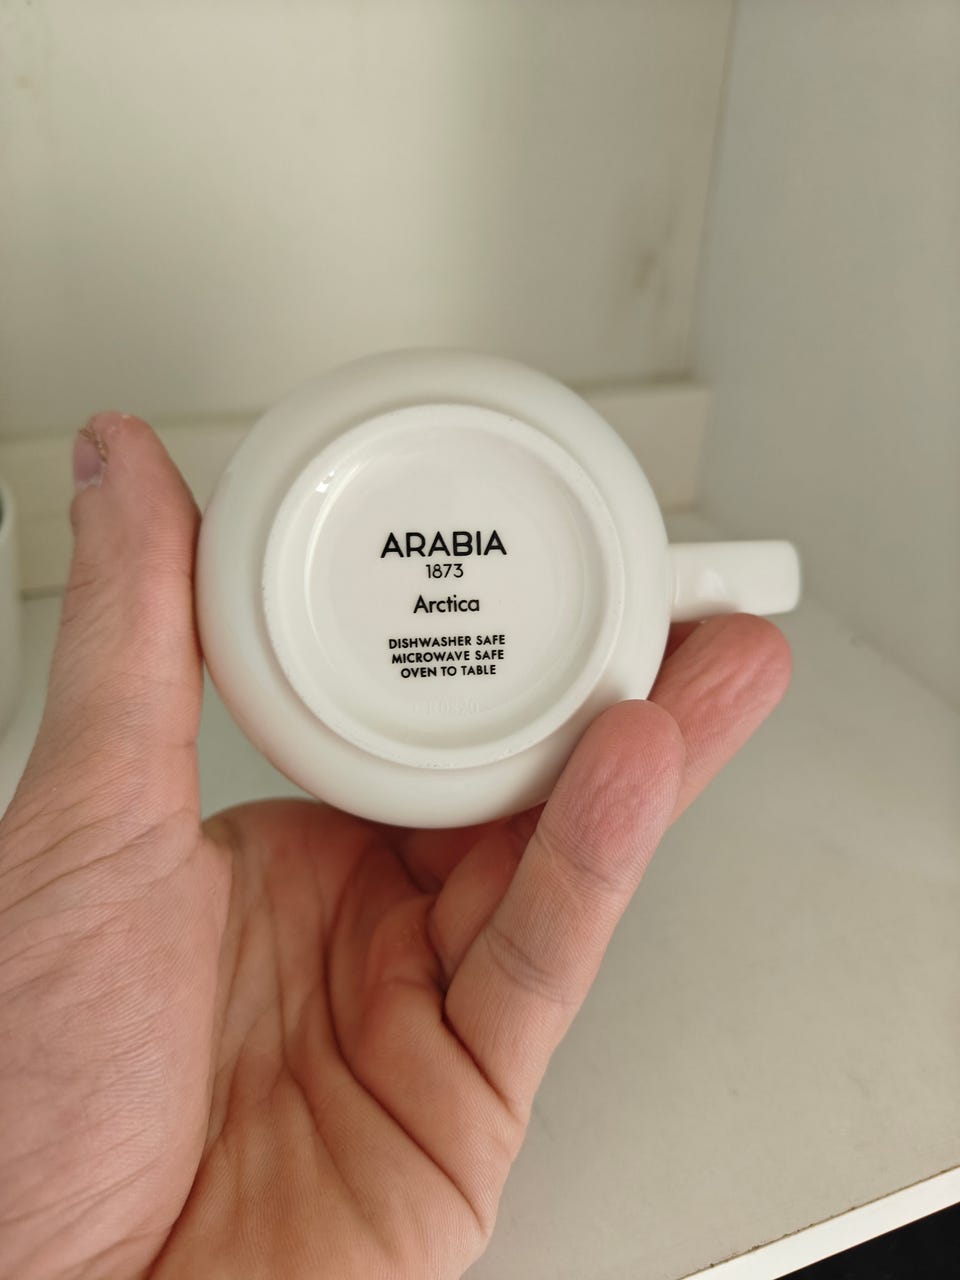 ARABIA
1873
Arctica
DISHWASHER SAFE
MICROWAVE SAFE
OVEN TO TABLE